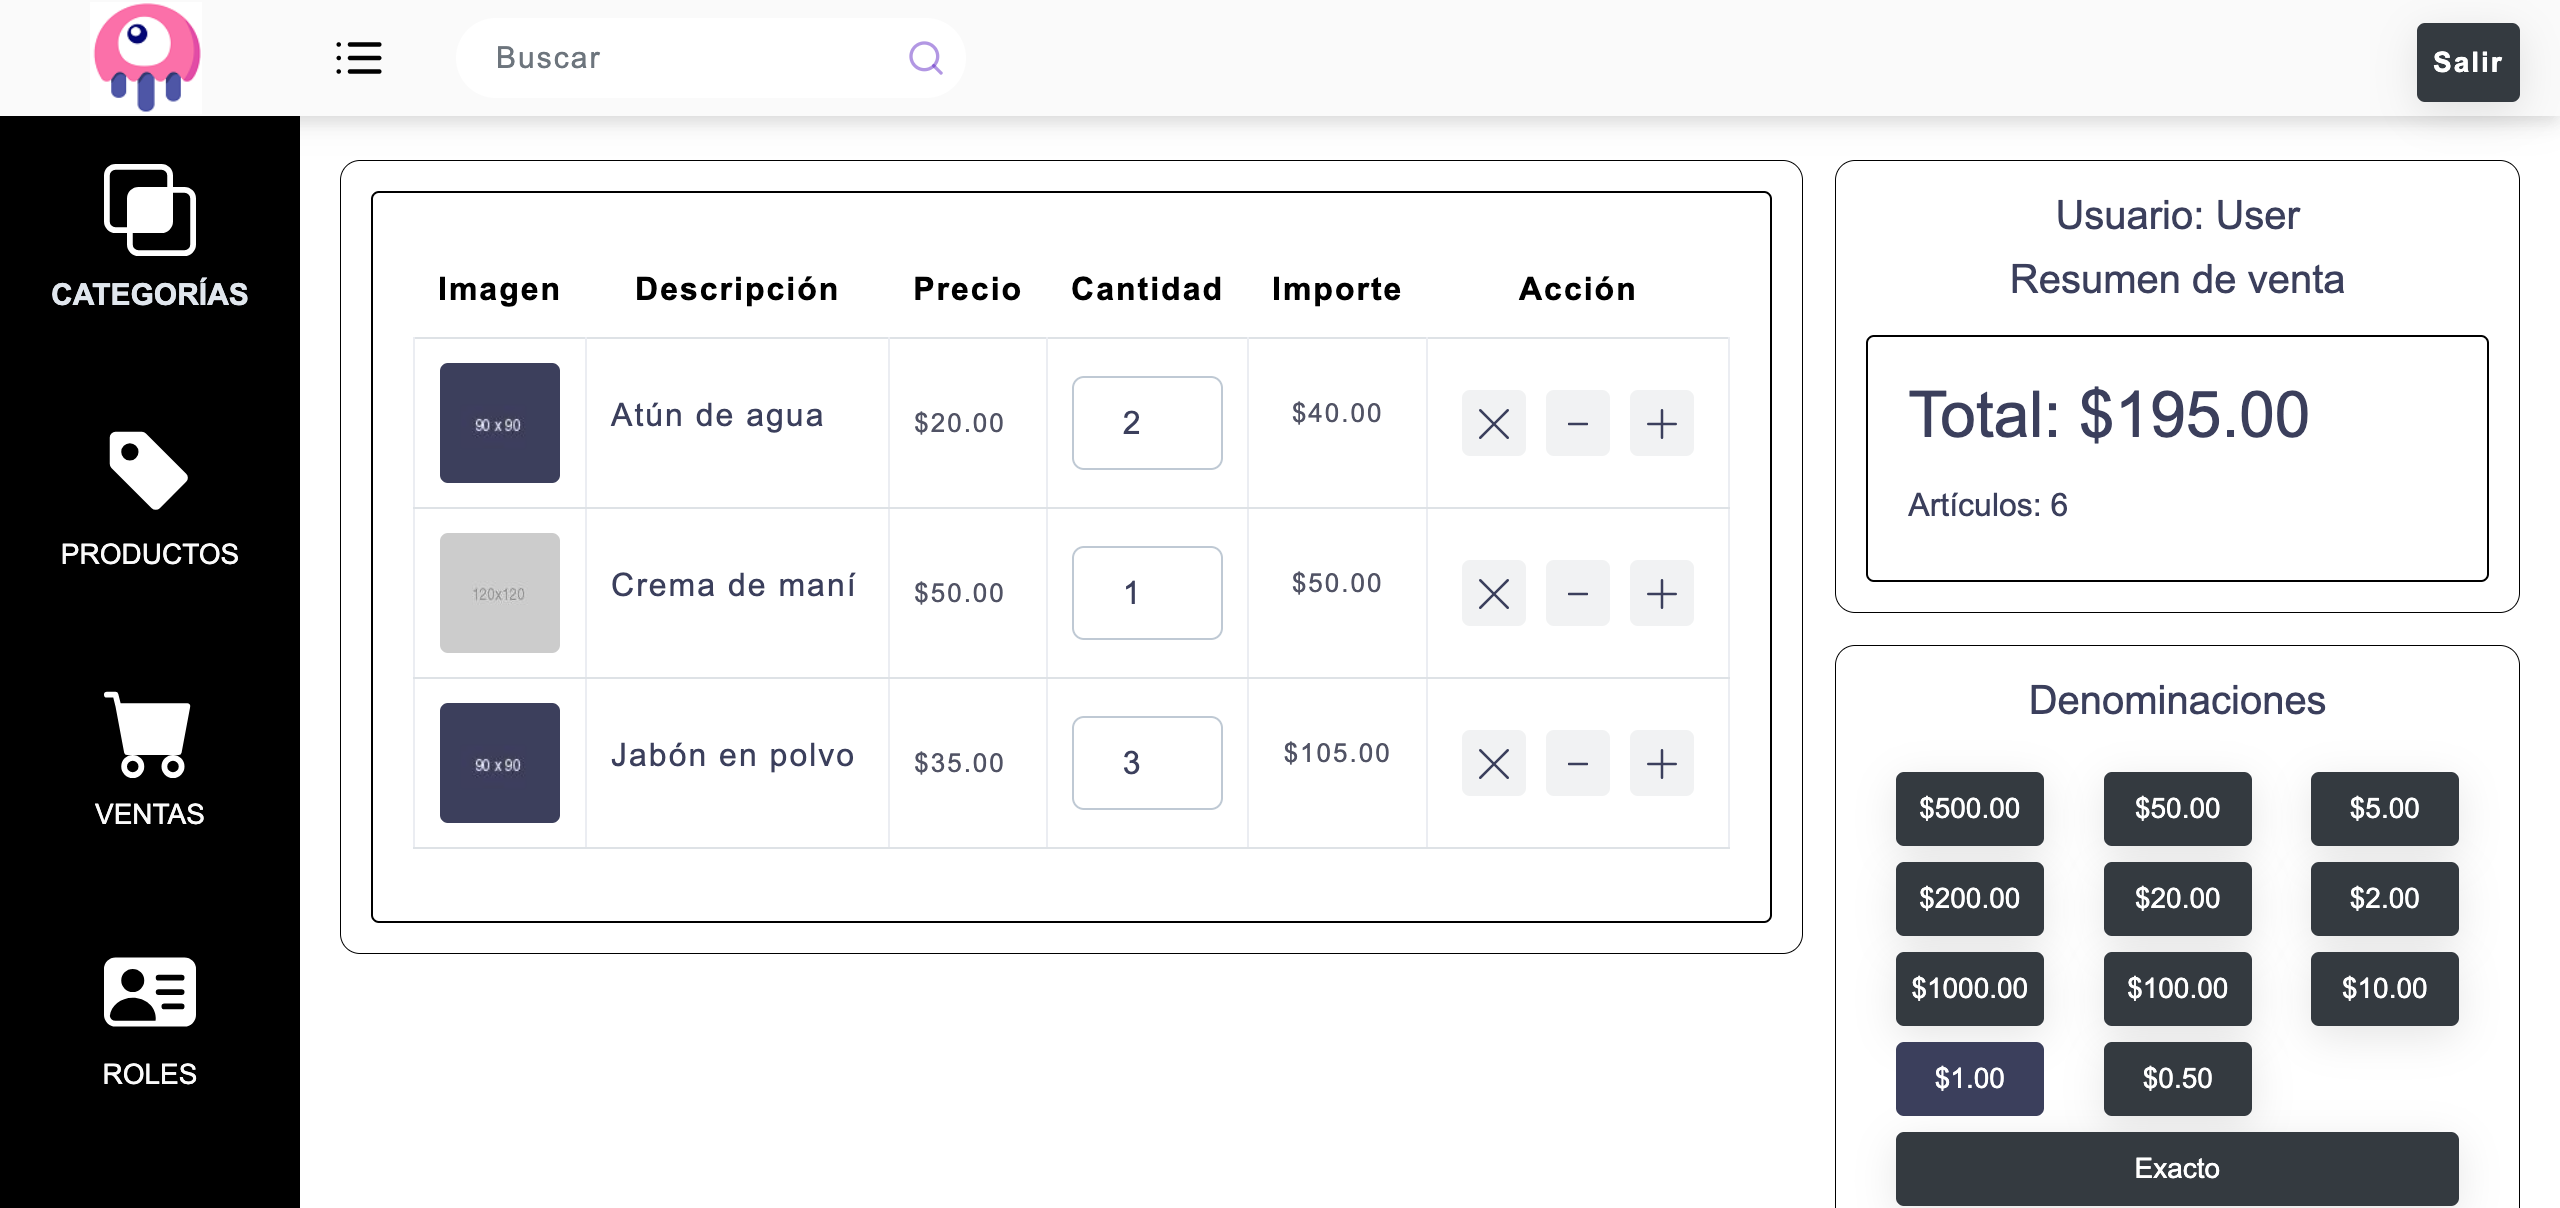 Buscar
Salir
CATEGORÍAS
PRODUCTOS
VENTAS
ROLES
Imagen Descripción Precio Cantidad Importe Acción
90 x 90 Atún de agua $20.00 2 $40.00
120x120 Crema de maní $50.00 1 $50.00
90 x 90 Jabón en polvo $35.00 3 $105.00
Usuario: User
Resumen de venta
Total: $195.00
Artículos: 6
Denominaciones
$500.00 $50.00 $5.00
$200.00 $20.00 $2.00
$1000.00 $100.00 $10.00
$1.00 $0.50
Exacto